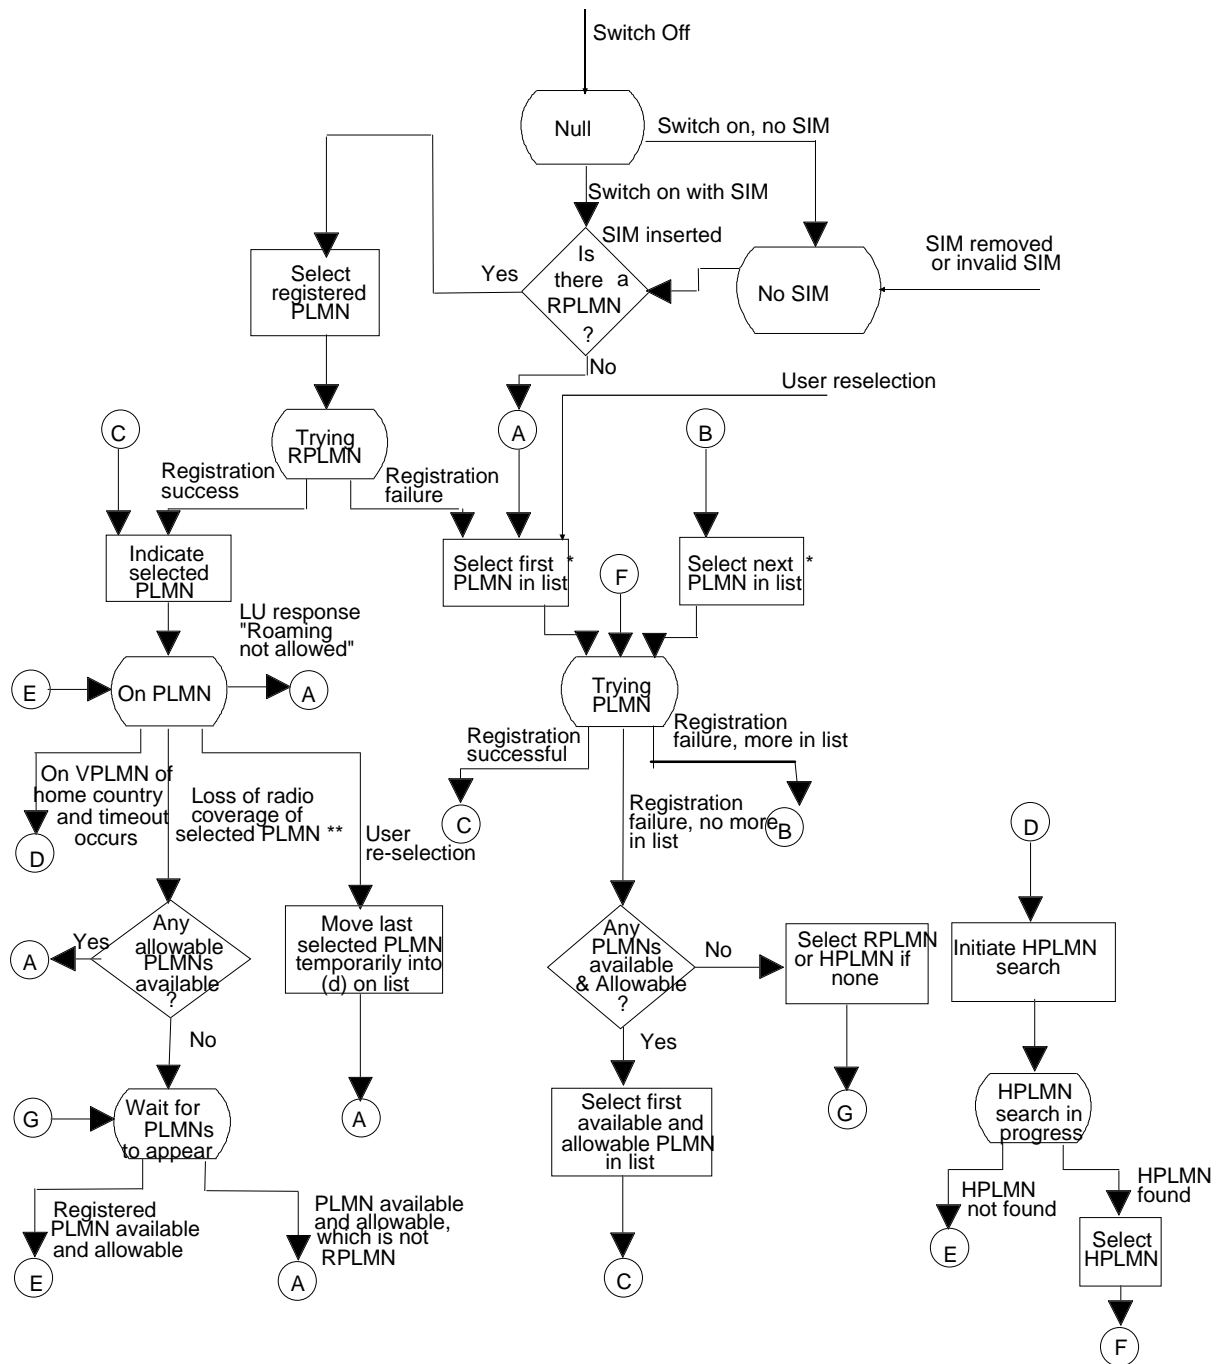 Switch Off
Null
Switch on, no SIM
Switch on with SIM
SIM inserted
SIM removed
or invalid SIM
Is
there a
RPLMN
?
Yes
No SIM
Select
registered
PLMN
No
User reselection
C
Trying
RPLMN
A
B
Registration
success
Registration
failure
Indicate
selected
PLMN
Select first *
PLMN in list
F
Select next *
PLMN in list
LU response
"Roaming
not allowed"
E
On PLMN
A
Trying
PLMN
Registration
successful
Registration
failure, more in list
On VPLMN of
home country
and timeout
occurs
D
Loss of radio
coverage of
selected PLMN **
User
re-selection
C
Registration
failure, no more
in list
B
D
A
Yes
Any
allowable
PLMNs
available
?
Move last
selected PLMN
temporarily into
(d) on list
Any
PLMNs
available
& Allowable
?
No
Select RPLMN
or HPLMN if
none
Initiate HPLMN
search
No
Yes
G
Wait for
PLMNs
to appear
A
Select first
available and
allowable PLMN
in list
G
HPLMN
search in
progress
Registered
PLMN available
and allowable
PLMN available
and allowable,
which is not
RPLMN
HPLMN
not found
HPLMN
found
E
A
C
E
Select
HPLMN
F